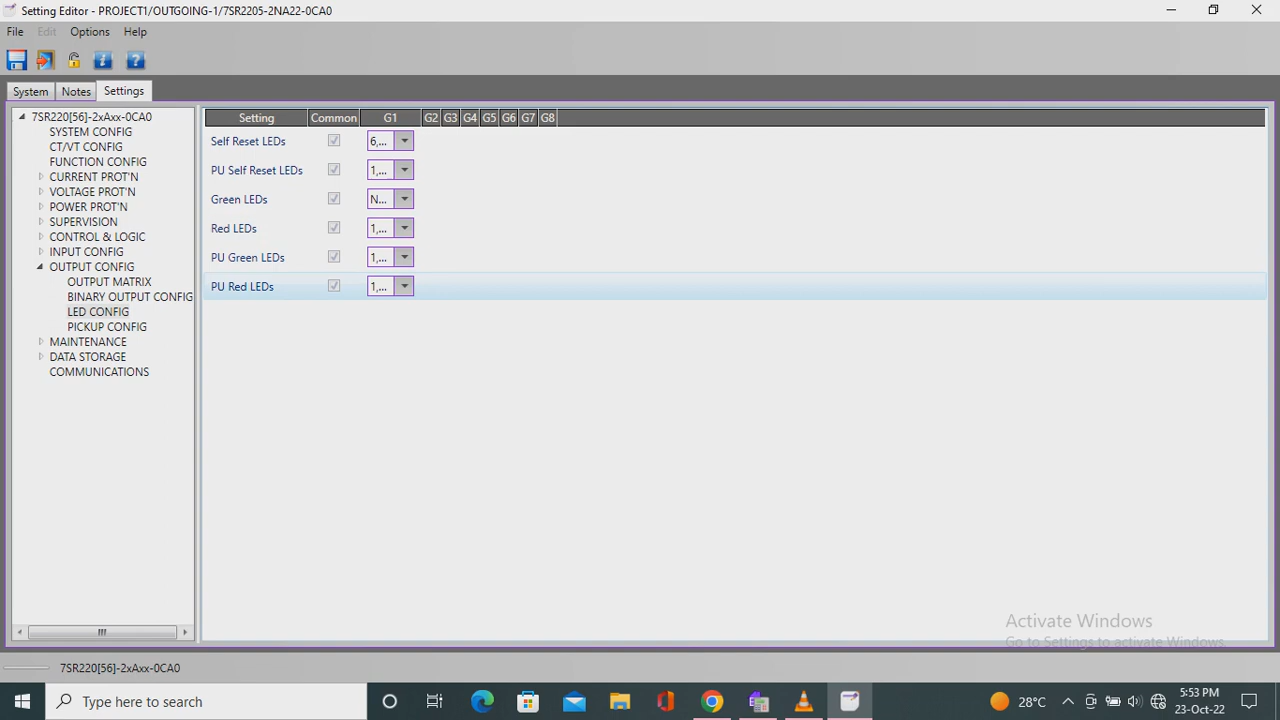 Setting Editor - PROJECT1/OUTGOING-1/7SR2205-2NA22-0CA0
File Edit Options Help
System Notes Settings
7SR220[56]-2xAxx-0CA0
SYSTEM CONFIG
CT/VT CONFIG
FUNCTION CONFIG
CURRENT PROT'N
VOLTAGE PROT'N
POWER PROT'N
SUPERVISION
CONTROL & LOGIC
INPUT CONFIG
OUTPUT CONFIG
OUTPUT MATRIX
BINARY OUTPUT CONFIG
LED CONFIG
PICKUP CONFIG
MAINTENANCE
DATA STORAGE
COMMUNICATIONS
Setting Common G1 G2 G3 G4 G5 G6 G7 G8
Self Reset LEDs 6,...
PU Self Reset LEDs 1,...
Green LEDs N...
Red LEDs 1,...
PU Green LEDs 1,...
PU Red LEDs 1,...
Activate Windows
Go to Settings to activate Windows.
7SR220[56]-2xAxx-0CA0
Type here to search
28°C
5:53 PM
23-Oct-22